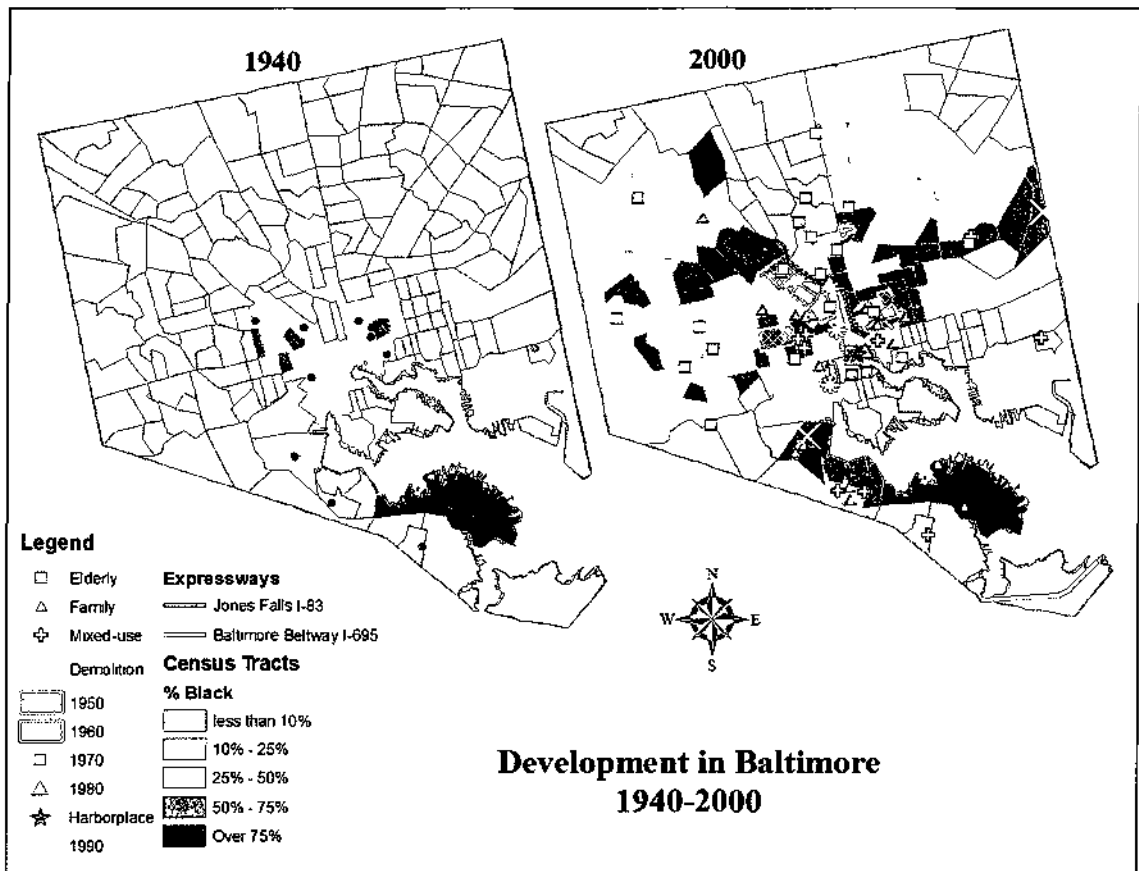 1940
2000
Legend
Elderly
Family
Mixed-use
Demolition
1950
1960
1970
1980
Harborplace
1990
Expressways
Jones Falls I-83
Baltimore Beltway I-695
Census Tracts
% Black
less than 10%
10% - 25%
25% - 50%
50% - 75%
Over 75%
N
W
E
S
Development in Baltimore
1940-2000